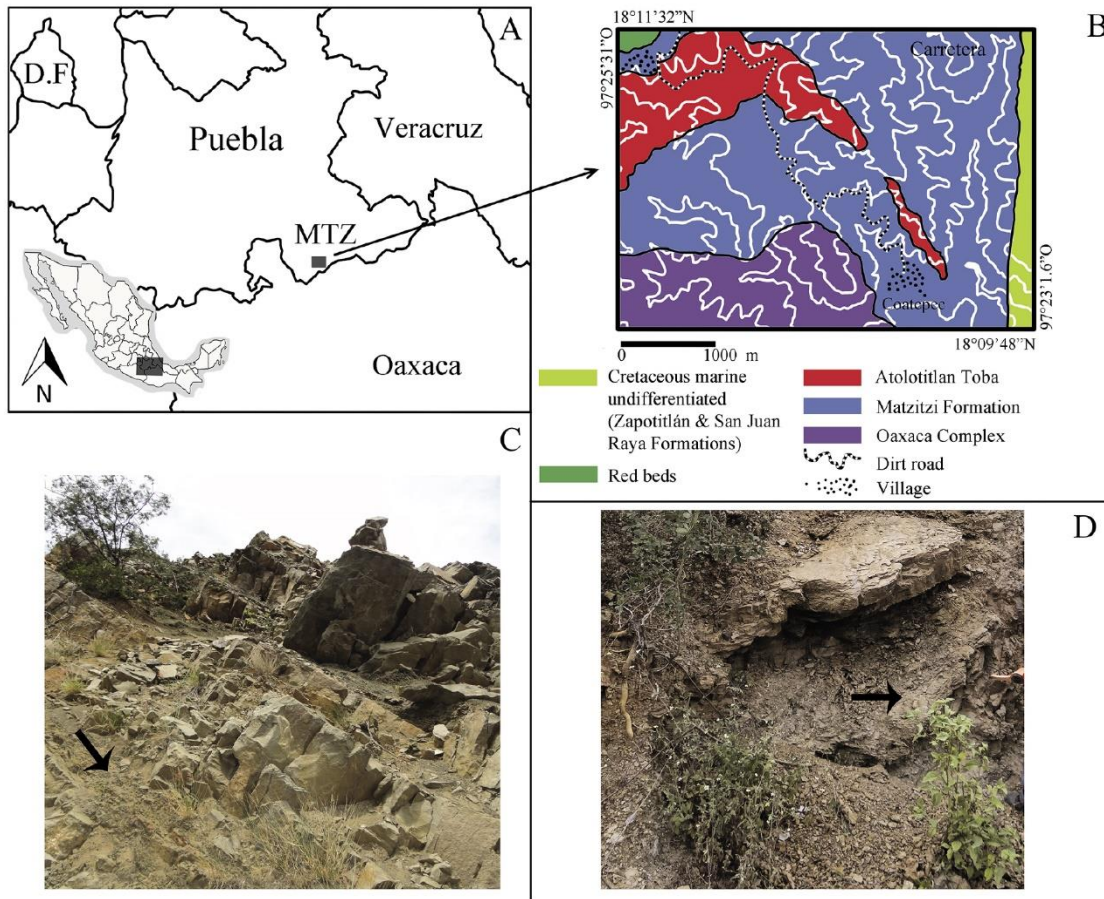 A
D.F
Puebla
Veracruz
MTZ
Oaxaca
N
B
18°11’32”N
97°25’31”O
Carretera
Coatepec
97°23’1.6”O
18°09’48”N
0 1000 m
Cretaceous marine
undifferentiated
(Zapotitlán & San Juan
Raya Formations)
Red beds
Atolotitlan Toba
Matzitzi Formation
Oaxaca Complex
Dirt road
Village
C
D